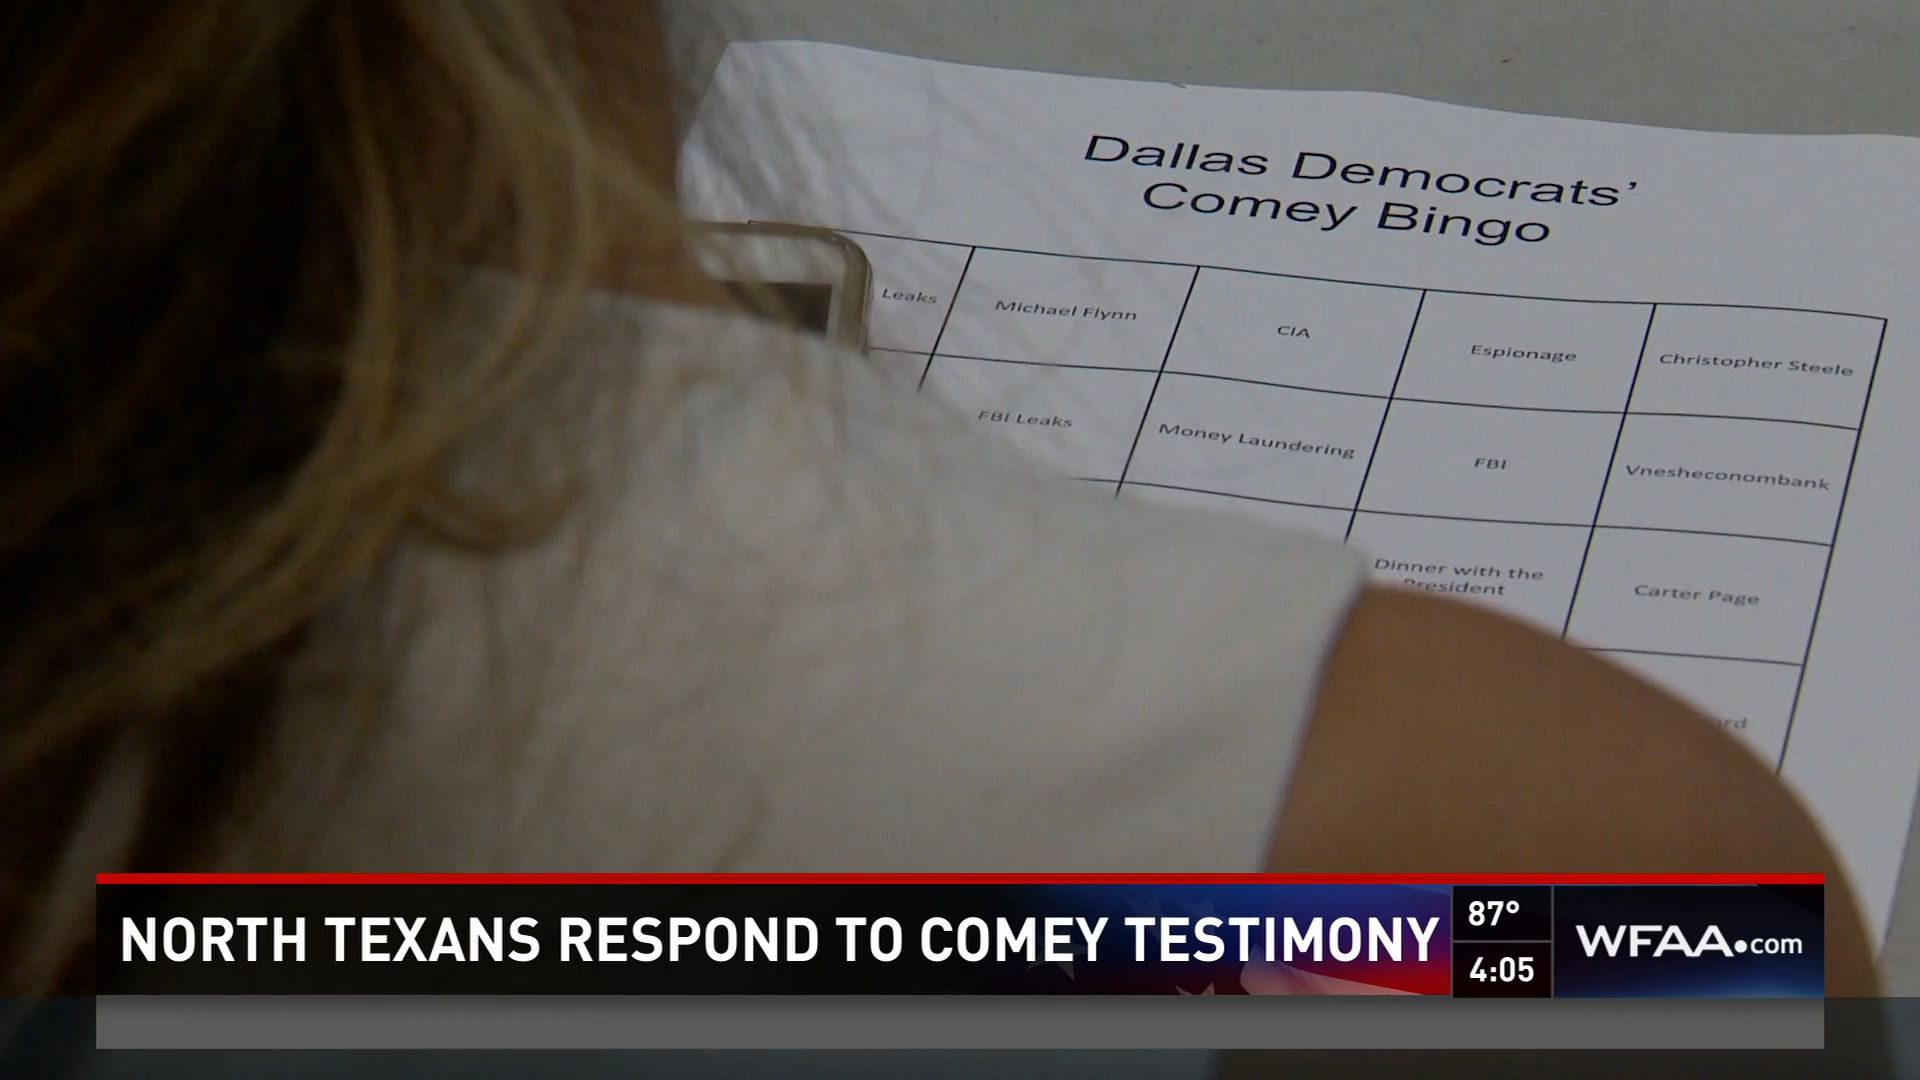 Dallas Democrats'
Comey Bingo
Leaks
Michael Flynn
CIA
Espionage
Christopher Steele
FBI Leaks
Money Laundering
FBI
Vnesheconombank
Dinner with the
President
Carter Page
NORTH TEXANS RESPOND TO COMEY TESTIMONY
87°
4:05
WFAA.com